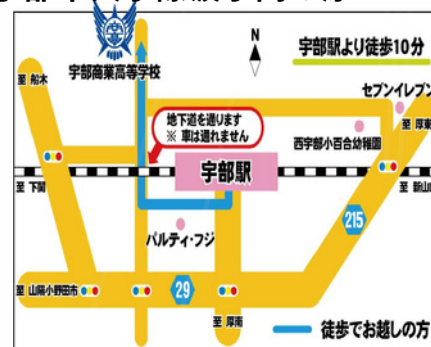 宇部駅より徒歩10分
宇部商業高等学校
至 船木
セブンイレブン
至 厚東
地下道を通ります
※ 車は通れません
西宇部小百合幼稚園
宇部駅
至 下関
至 新山口
パルティ・フジ
215
至 山陽小野田市
29
至 厚南
徒歩でお越しの方